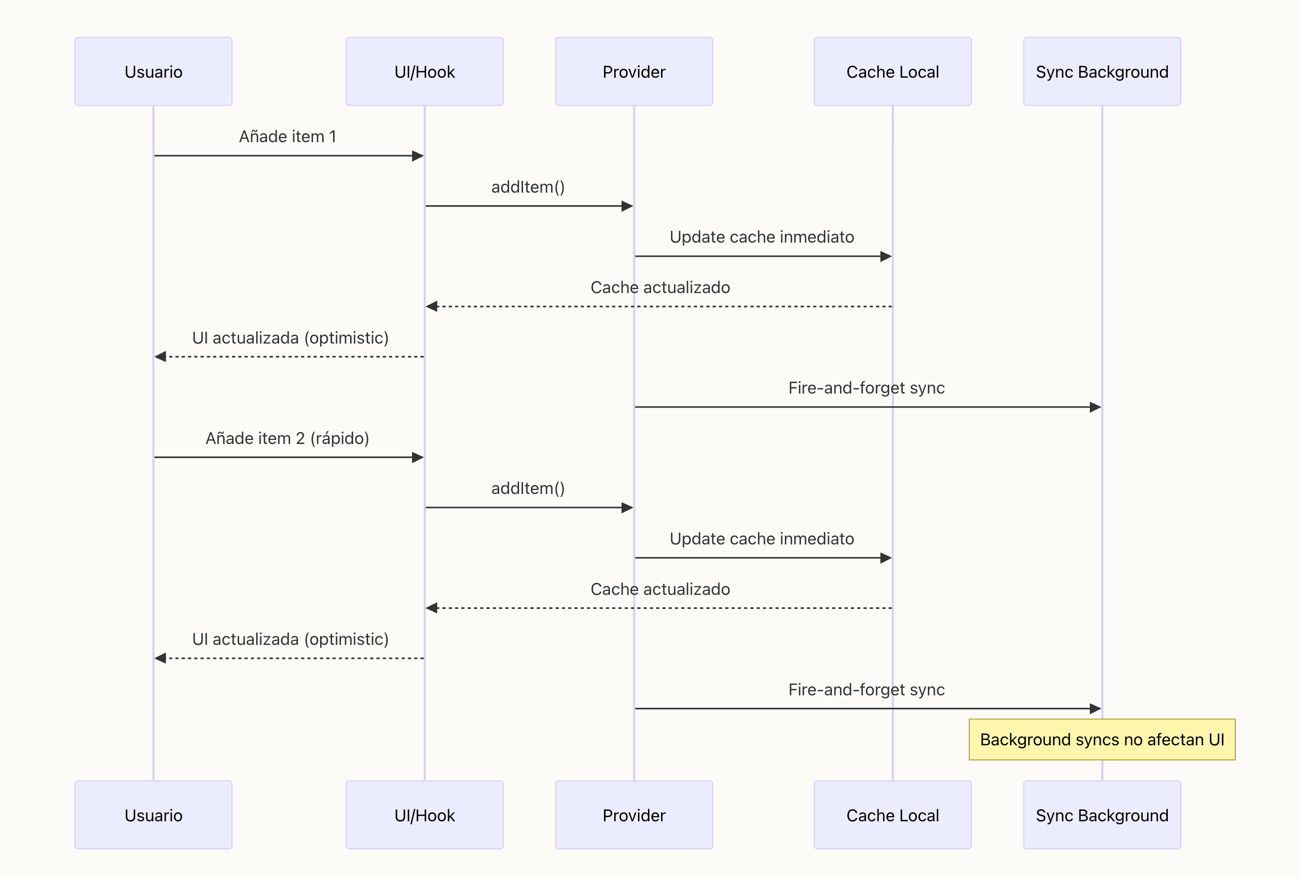 Usuario
UI/Hook
Provider
Cache Local
Sync Background
Añade item 1
addItem()
Update cache inmediato
Cache actualizado
UI actualizada (optimistic)
Fire-and-forget sync
Añade item 2 (rápido)
addItem()
Update cache inmediato
Cache actualizado
UI actualizada (optimistic)
Fire-and-forget sync
Background syncs no afectan UI
Usuario
UI/Hook
Provider
Cache Local
Sync Background